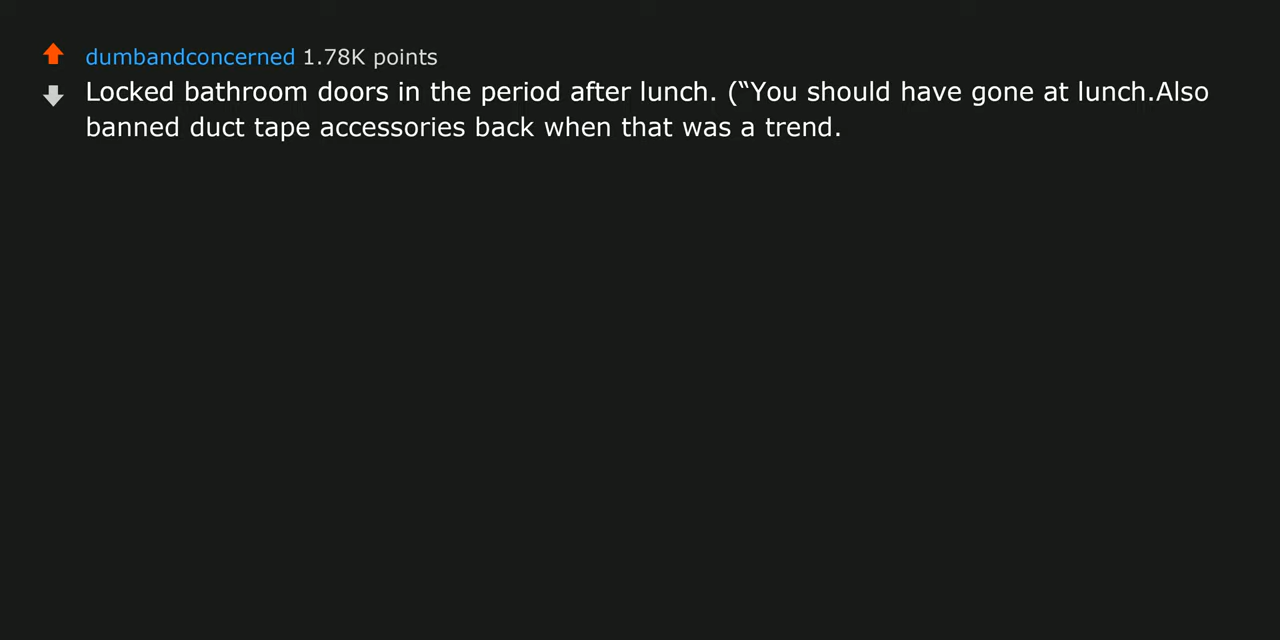 dumbandconcerned 1.78K points
Locked bathroom doors in the period after lunch. (“You should have gone at lunch.Also
banned duct tape accessories back when that was a trend.